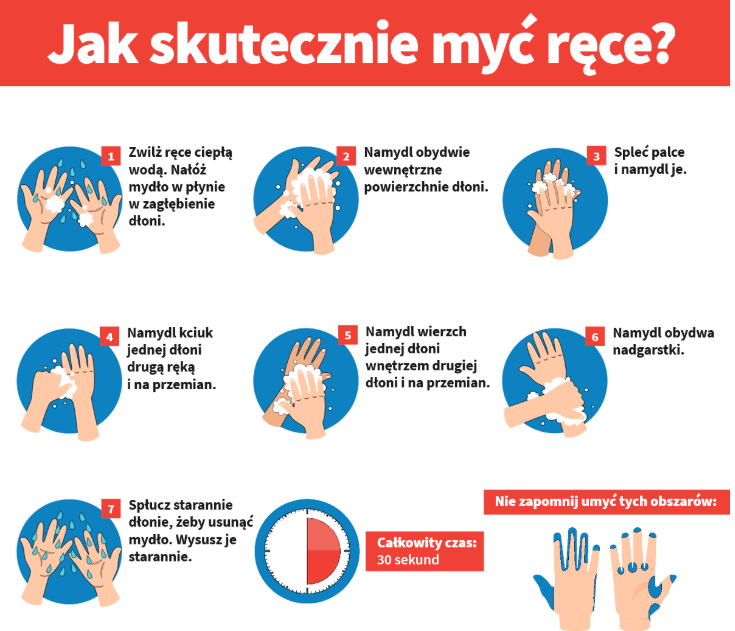 Jak skutecznie myć ręce?
1
Zwilż ręce ciepłą
wodą. Nałóż
mydło w płynie
w zagłębienie
dłoni.
2
Namydl obydwie
wewnętrzne
powierzchnie dłoni.
3
Spleć palce
i namydl je.
4
Namydl kciuk
jednej dłoni
drugą ręką
i na przemian.
5
Namydl wierzch
jednej dłoni
wnętrzem drugiej
dłoni i na przemian.
6
Namydl obydwa
nadgarstki.
7
Spłucz starannie
dłonie, żeby usunąć
mydło. Wysusz je
starannie.
Całkowity czas:
30 sekund
Nie zapomnij umyć tych obszarów: